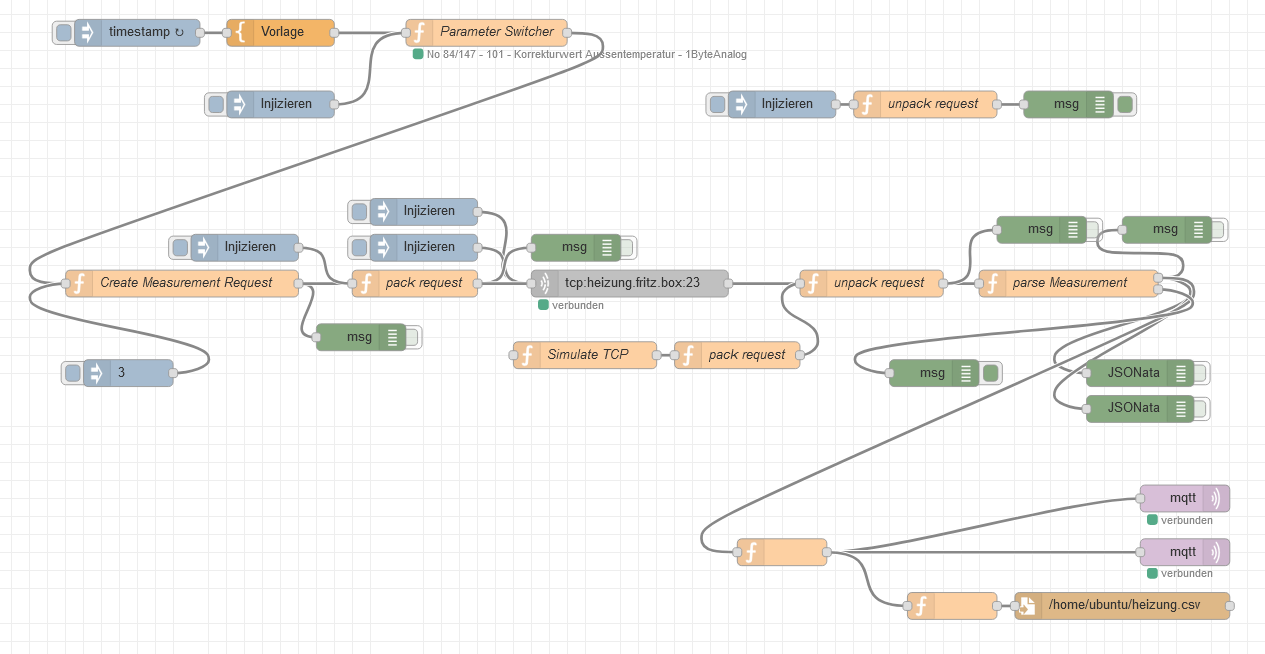 timestamp ↻
Vorlage
Parameter Switcher
No 84/147 - 101 - Korrekturwert Aussentemperatur - 1ByteAnalog
Injizieren
Injizieren
unpack request
msg
Injizieren
Injizieren
Injizieren
msg
msg
msg
Create Measurement Request
pack request
tcp:heizung.fritz.box:23
verbunden
unpack request
parse Measurement
msg
Simulate TCP
pack request
3
msg
JSONata
JSONata
mqtt
verbunden
mqtt
verbunden
/home/ubuntu/heizung.csv